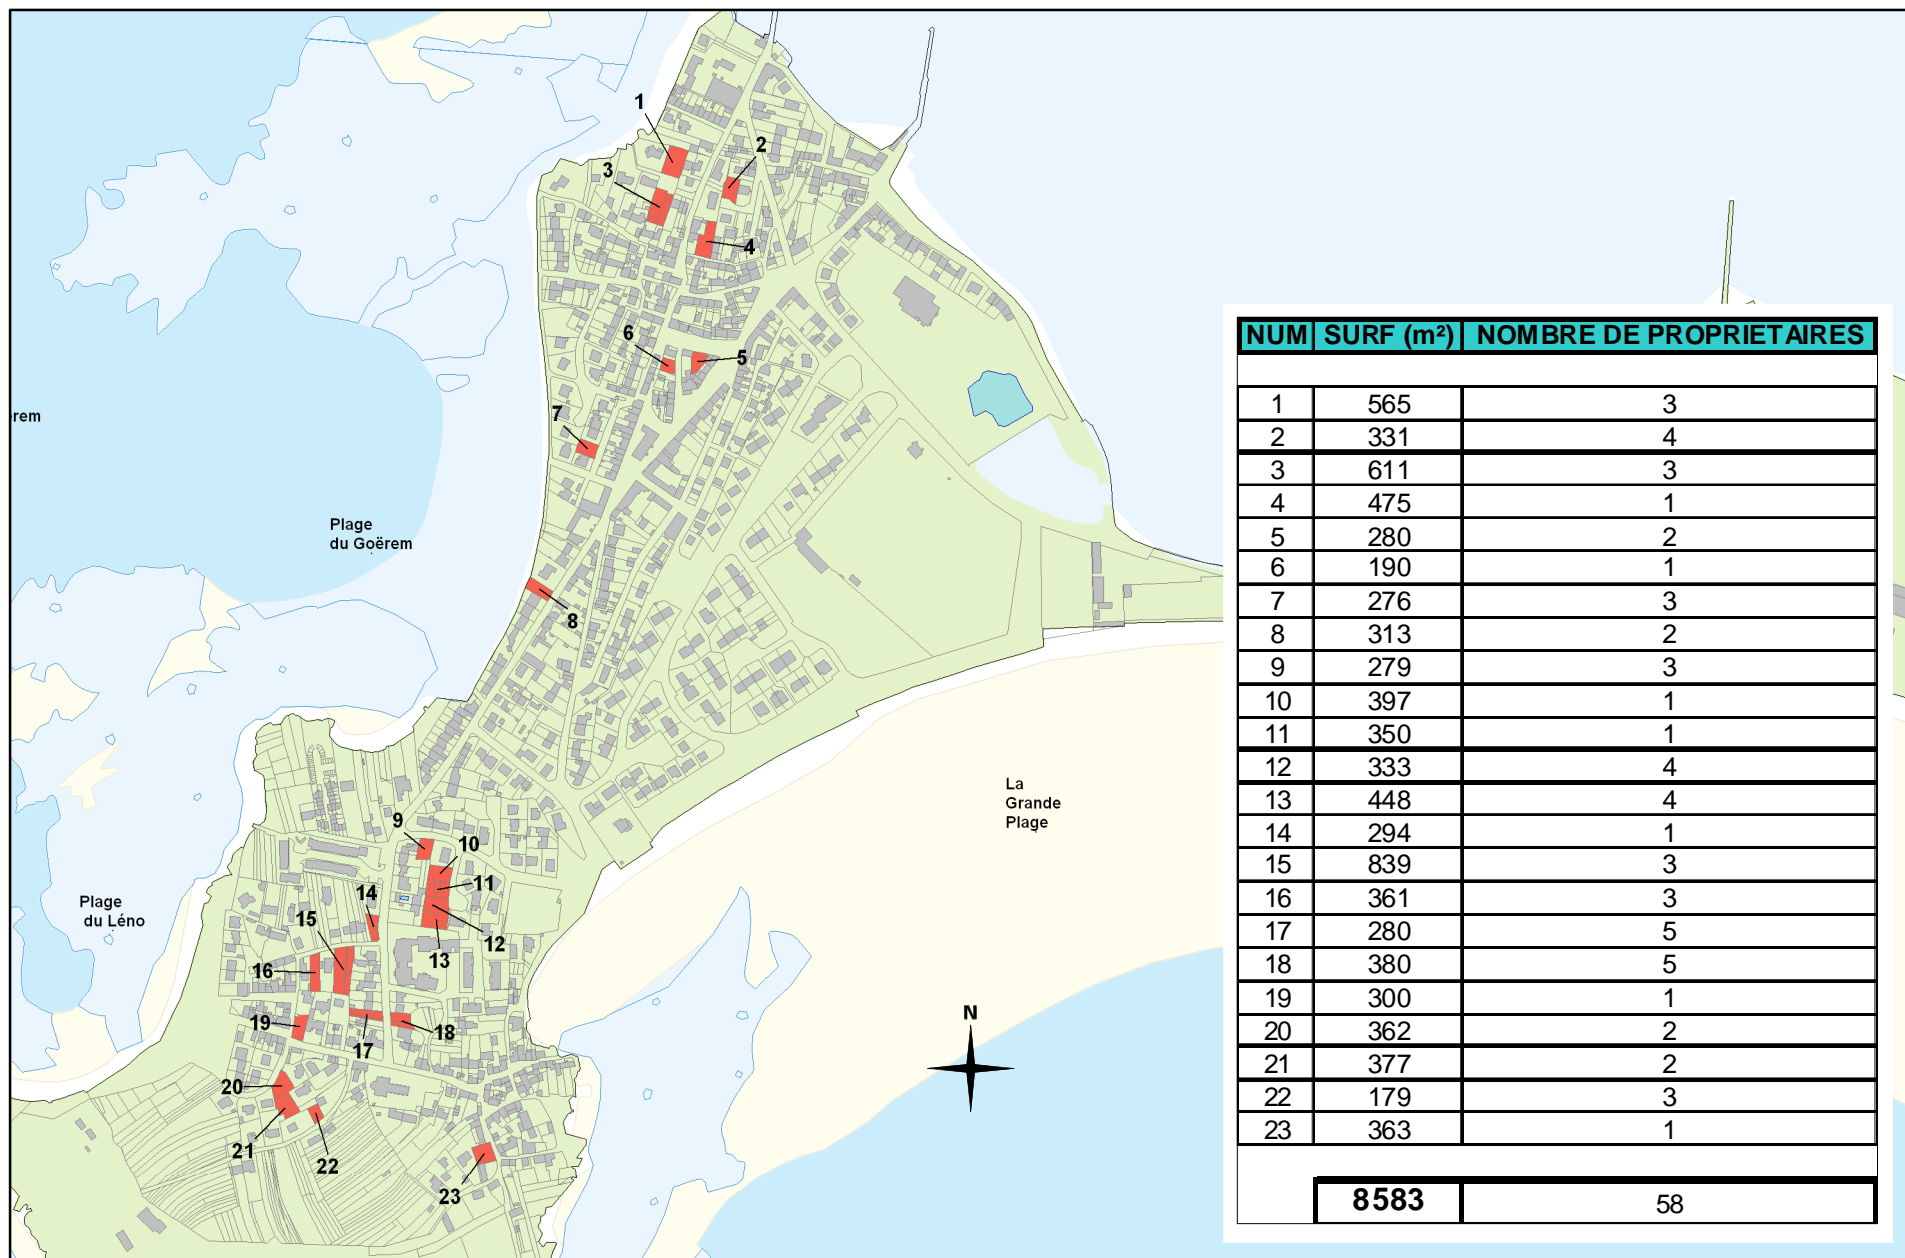 1
2
3
4
6
5
7
erem
Plage
du Goërem
8
La
Grande
Plage
9
10
11
14
Plage
du Léno
15
12
13
16
N
19
18
17
20
21
22
23
NUM SURF (m²) NOMBRE DE PROPRIETAIRES
1 565 3
2 331 4
3 611 3
4 475 1
5 280 2
6 190 1
7 276 3
8 313 2
9 279 3
10 397 1
11 350 1
12 333 4
13 448 4
14 294 1
15 839 3
16 361 3
17 280 5
18 380 5
19 300 1
20 362 2
21 377 2
22 179 3
23 363 1
8583 58